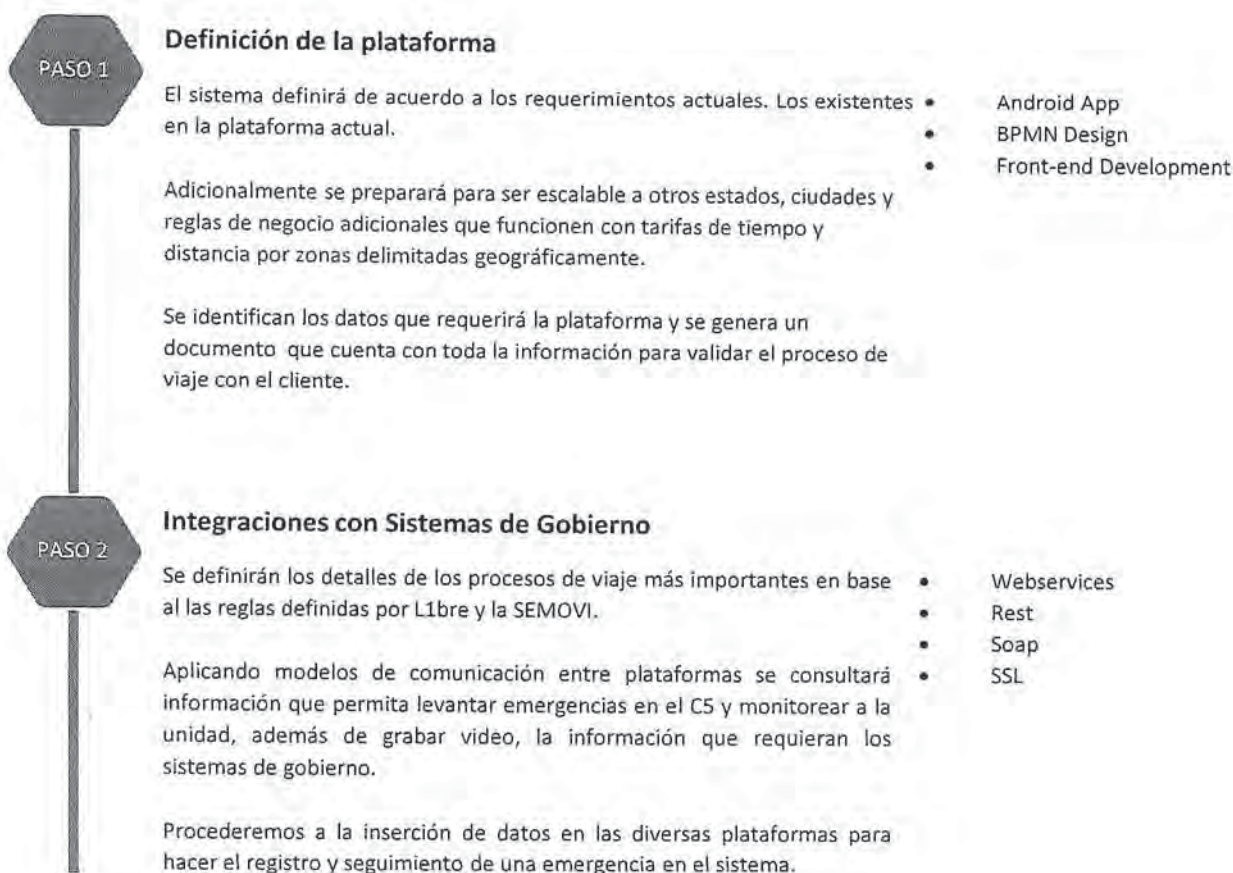 PASO 1
Definición de la plataforma
El sistema definirá de acuerdo a los requerimientos actuales. Los existentes
en la plataforma actual.
• Android App
• BPMN Design
• Front-end Development
Adicionalmente se preparará para ser escalable a otros estados, ciudades y
reglas de negocio adicionales que funcionen con tarifas de tiempo y
distancia por zonas delimitadas geográficamente.
Se identifican los datos que requerirá la plataforma y se genera un
documento que cuenta con toda la información para validar el proceso de
viaje con el cliente.
PASO 2
Integraciones con Sistemas de Gobierno
Se definirán los detalles de los procesos de viaje más importantes en base
al las reglas definidas por L1bre y la SEMOVI.
• Webservices
• Rest
• Soap
• SSL
Aplicando modelos de comunicación entre plataformas se consultará
información que permita levantar emergencias en el C5 y monitorear a la
unidad, además de grabar video, la información que requieran los
sistemas de gobierno.
Procederemos a la inserción de datos en las diversas plataformas para
hacer el registro y seguimiento de una emergencia en el sistema.